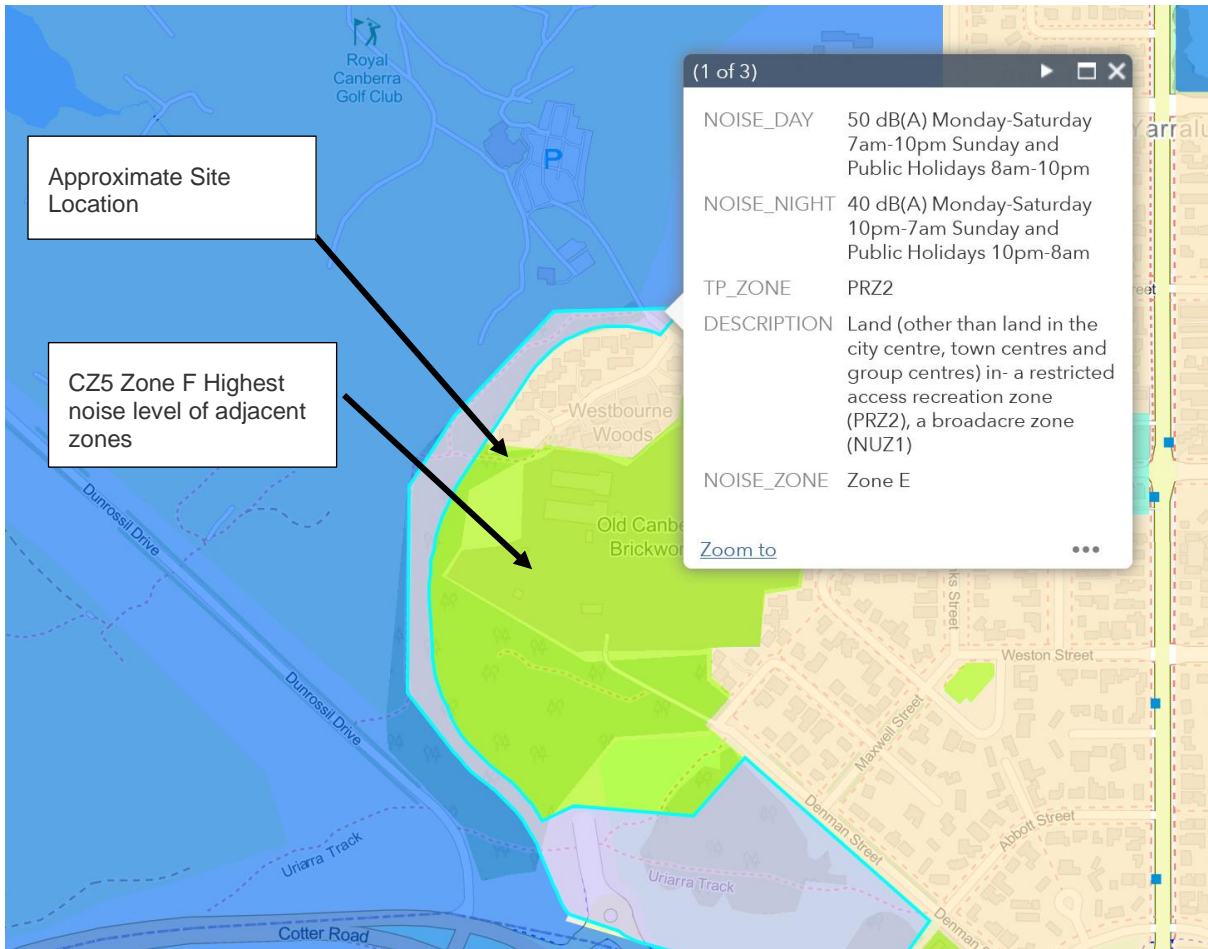 Royal
Canberra
Golf Club
P
Approximate Site
Location
CZ5 Zone F Highest
noise level of adjacent
zones
(1 of 3)
NOISE_DAY 50 dB(A) Monday-Saturday
7am-10pm Sunday and
Public Holidays 8am-10pm
NOISE_NIGHT 40 dB(A) Monday-Saturday
10pm-7am Sunday and
Public Holidays 10pm-8am
TP_ZONE PRZ2
DESCRIPTION Land (other than land in the
city centre, town centres and
group centres) in- a restricted
access recreation zone
(PRZ2), a broadacre zone
(NUZ1)
NOISE_ZONE Zone E
Zoom to
Yarralu
reet
Westbourne
Woods
Old Canbe
Brickwor
Dunrossil Drive
Dunrossil Drive
nks Street
Weston Street
Maxwell Street
Abbott Street
Denman Street
Denman
Uriarra Track
Uriarra Track
Cotter Road